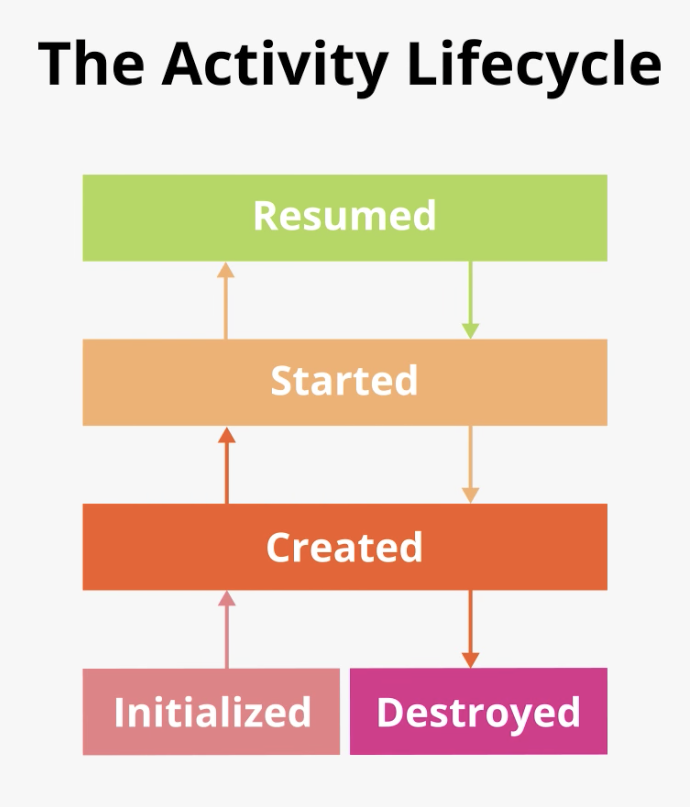 The Activity Lifecycle
Resumed
Started
Created
Initialized
Destroyed